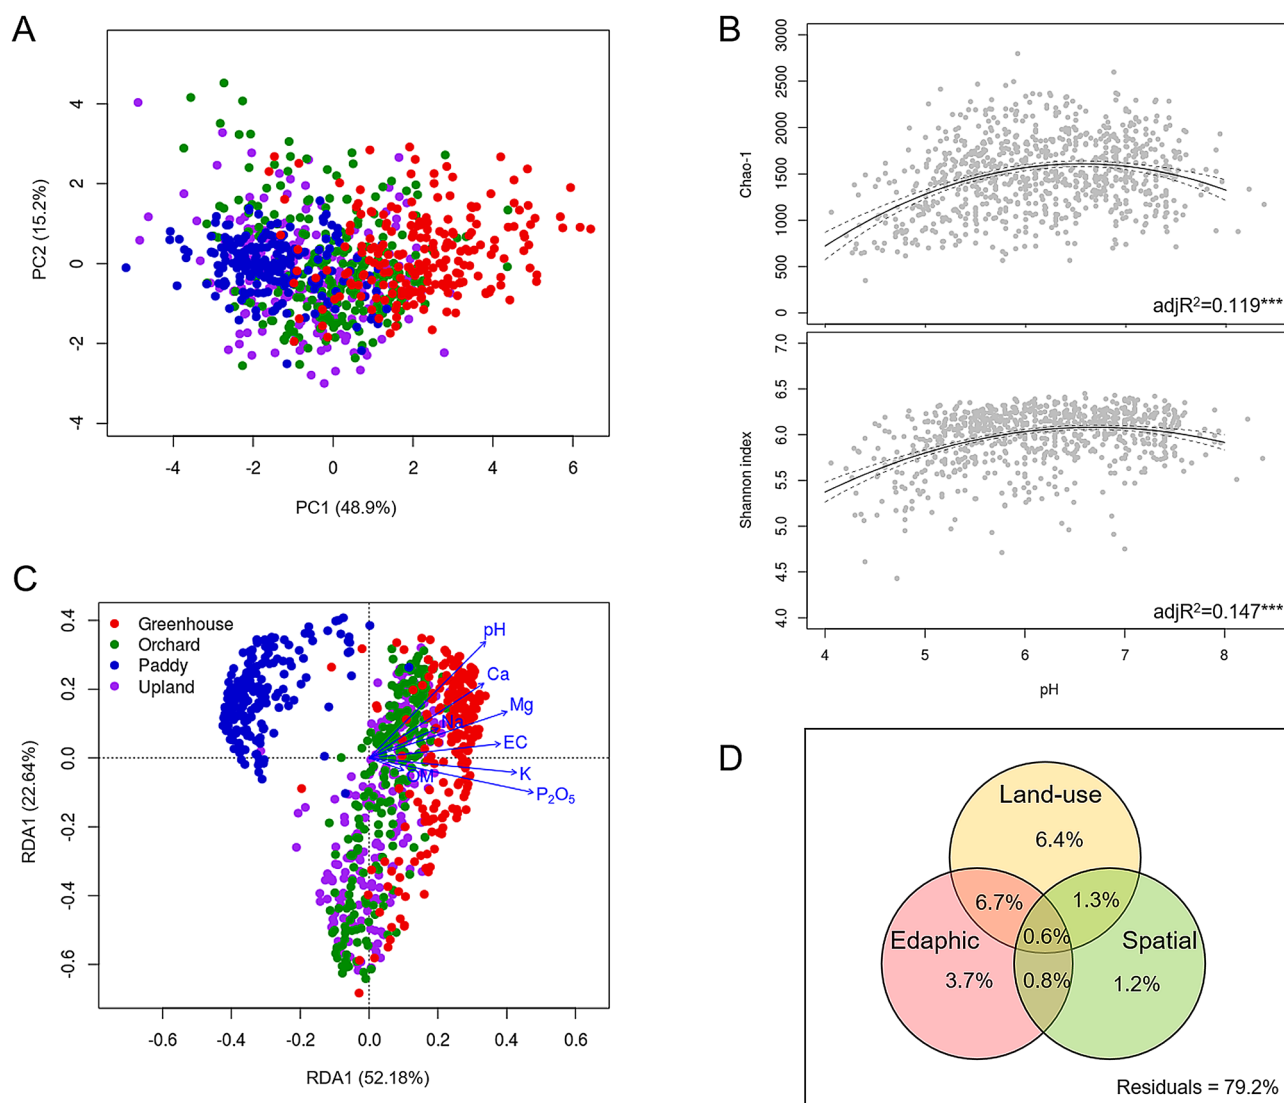 A
4
2
0
-2
-4
PC2 (15.2%)
-4 -2 0 2 4 6
PC1 (48.9%)
B
3000
2500
2000
1500
1000
500
0
Chao-1
adjR²=0.119***
7.0
6.5
6.0
5.5
5.0
4.5
4.0
Shannon index
adjR²=0.147***
4 5 6 7 8
pH
C
0.4
0.2
0.0
-0.2
-0.4
-0.6
RDA1 (22.64%)
Greenhouse
Orchard
Paddy
Upland
pH
Ca
Mg
Na
EC
K
OM
P₂O₅
-0.6 -0.4 -0.2 0.0 0.2 0.4 0.6
RDA1 (52.18%)
D
Land-use
6.4%
6.7%
1.3%
0.6%
Edaphic
Spatial
3.7%
0.8%
1.2%
Residuals = 79.2%